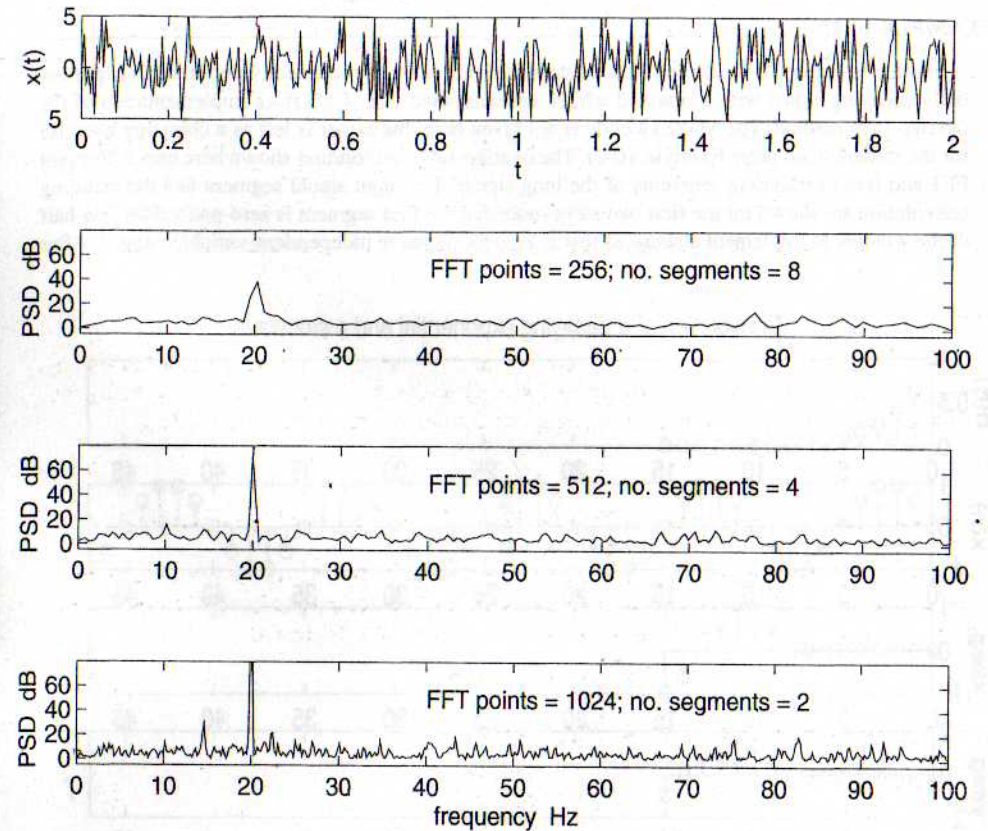 5
x(t)
0
5
0 0.2 0.4 0.6 0.8 1 1.2 1.4 1.6 1.8 2
t
PSD dB
60
40
20
0
FFT points = 256; no. segments = 8
0 10 20 30 40 50 60 70 80 90 100
PSD dB
60
40
20
0
FFT points = 512; no. segments = 4
0 10 20 30 40 50 60 70 80 90 100
PSD dB
60
40
20
0
FFT points = 1024; no. segments = 2
0 10 20 30 40 50 60 70 80 90 100
frequency Hz